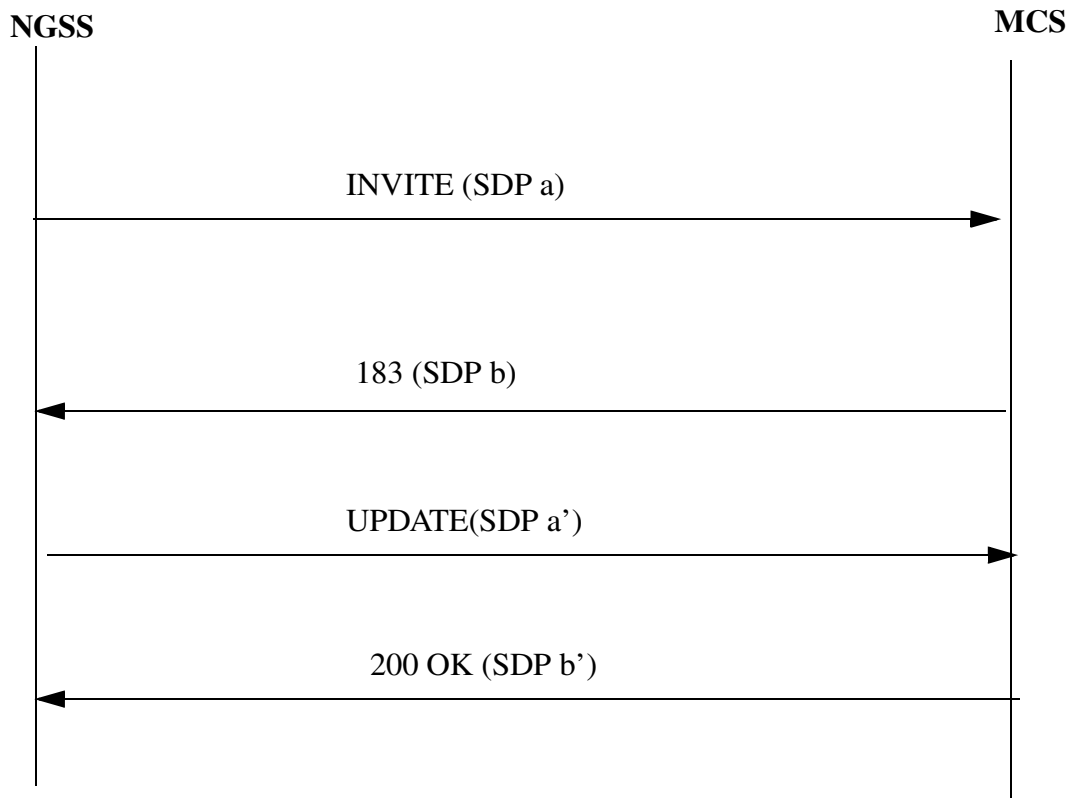 NGSS
MCS
INVITE (SDP a)
183 (SDP b)
UPDATE(SDP a’)
200 OK (SDP b’)